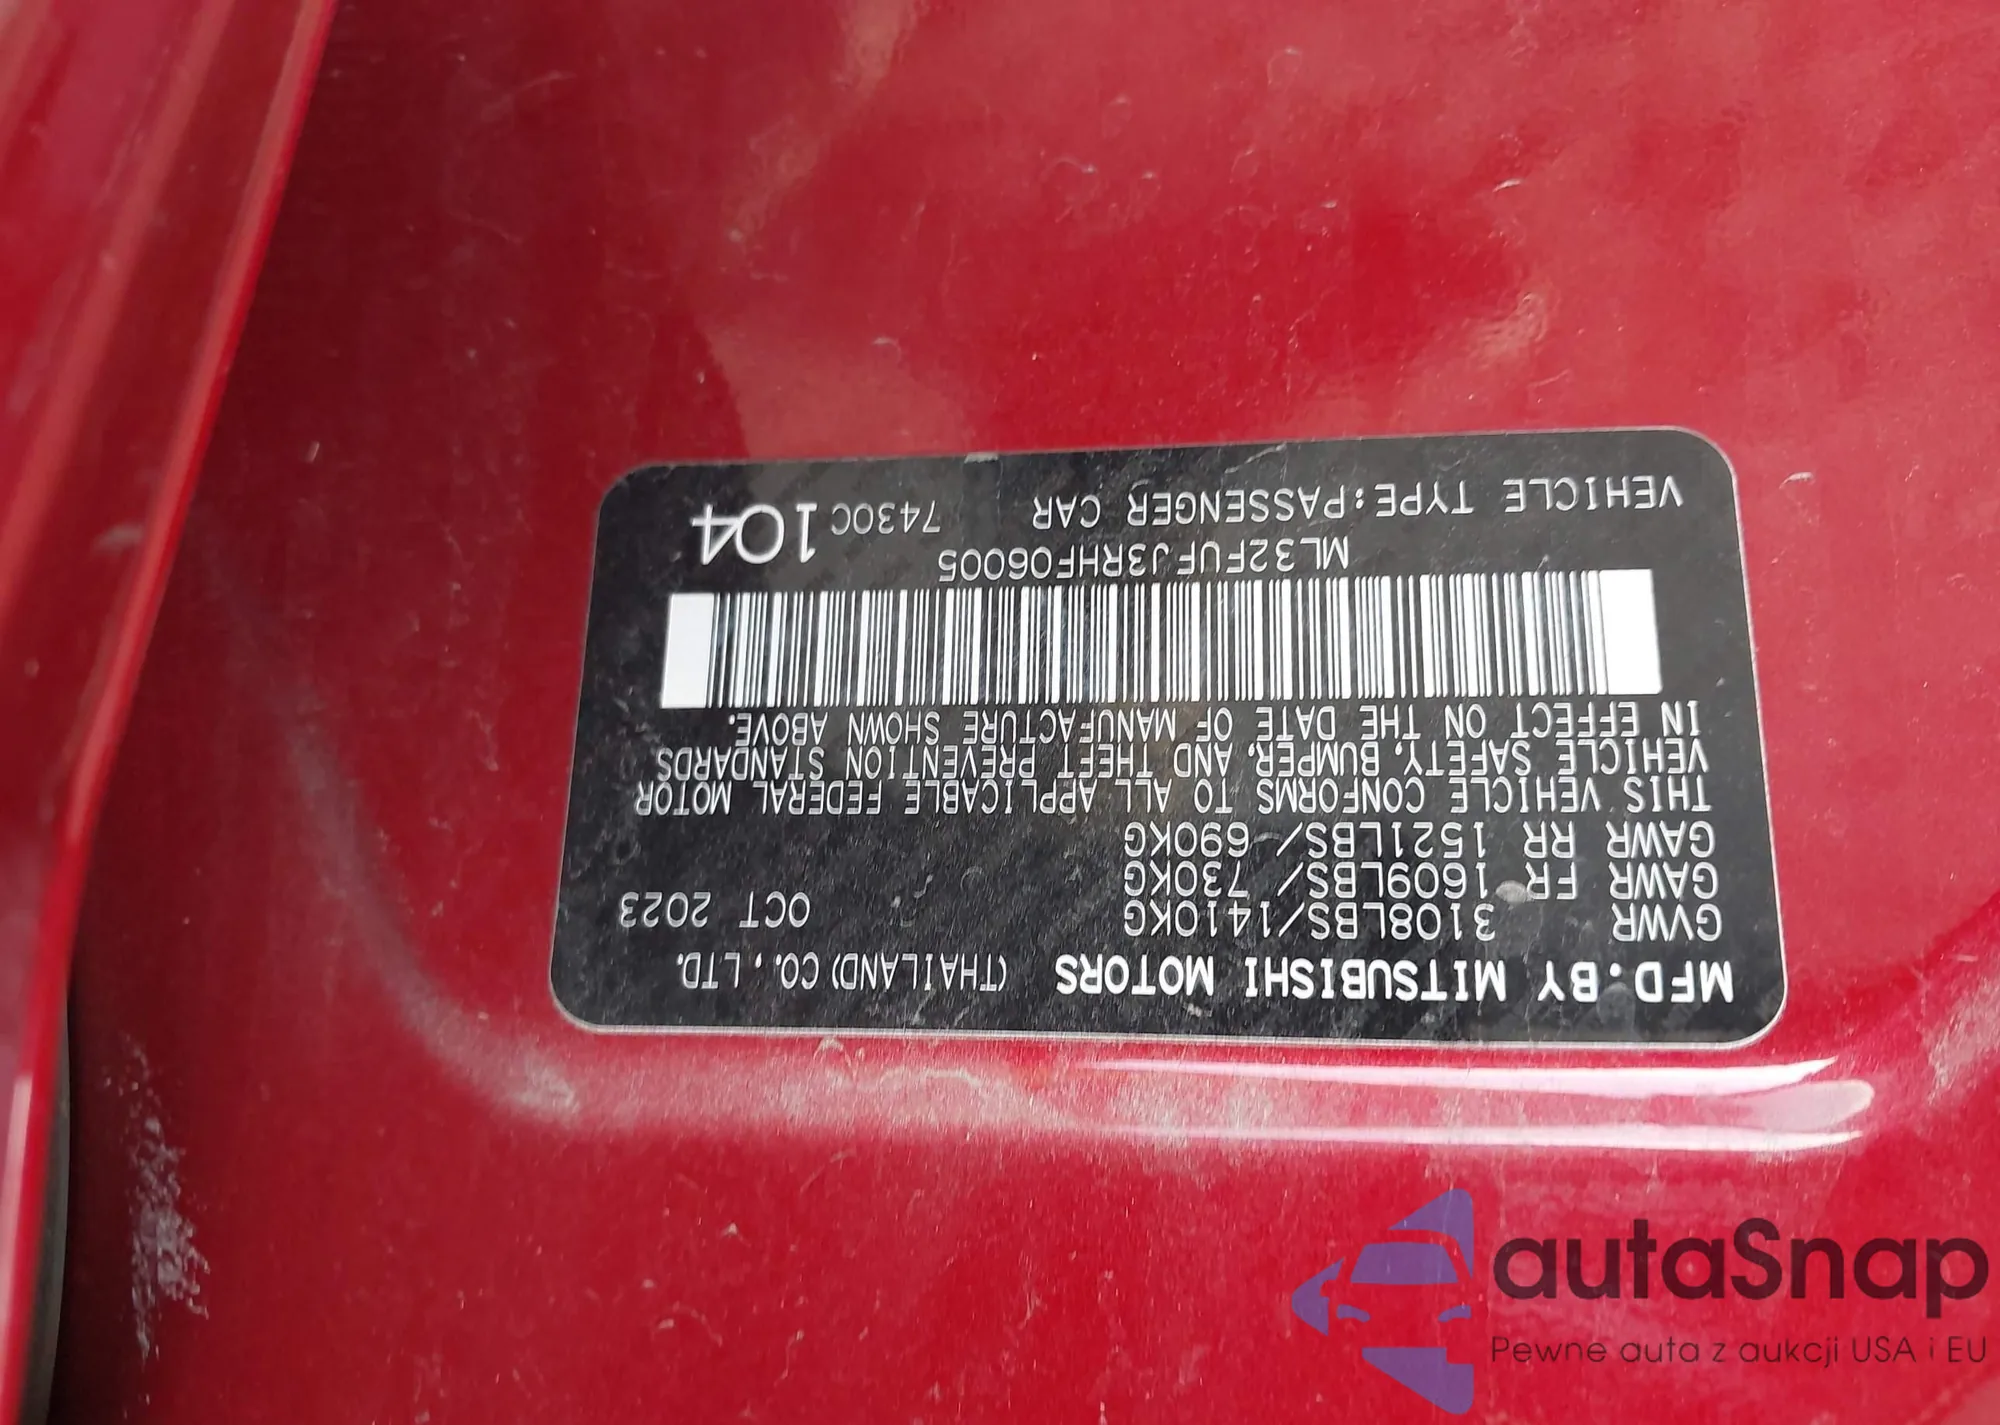 MFD.BY MITSUBISHI MOTORS (THAILAND) CO., LTD.
GVWR 3108LBS/1410KG OCT 2023
GAWR FR 1609LBS/ 730KG
GAWR RR 1521LBS/ 690KG
THIS VEHICLE CONFORMS TO ALL APPLICABLE FEDERAL MOTOR
VEHICLE SAFETY, BUMPER, AND THEFT PREVENTION STANDARDS
IN EFFECT ON THE DATE OF MANUFACTURE SHOWN ABOVE.
ML32FUFJ3RHF06005
VEHICLE TYPE:PASSENGER CAR 7430C 104
autaSnap
Pewne auta z aukcji USA i EU